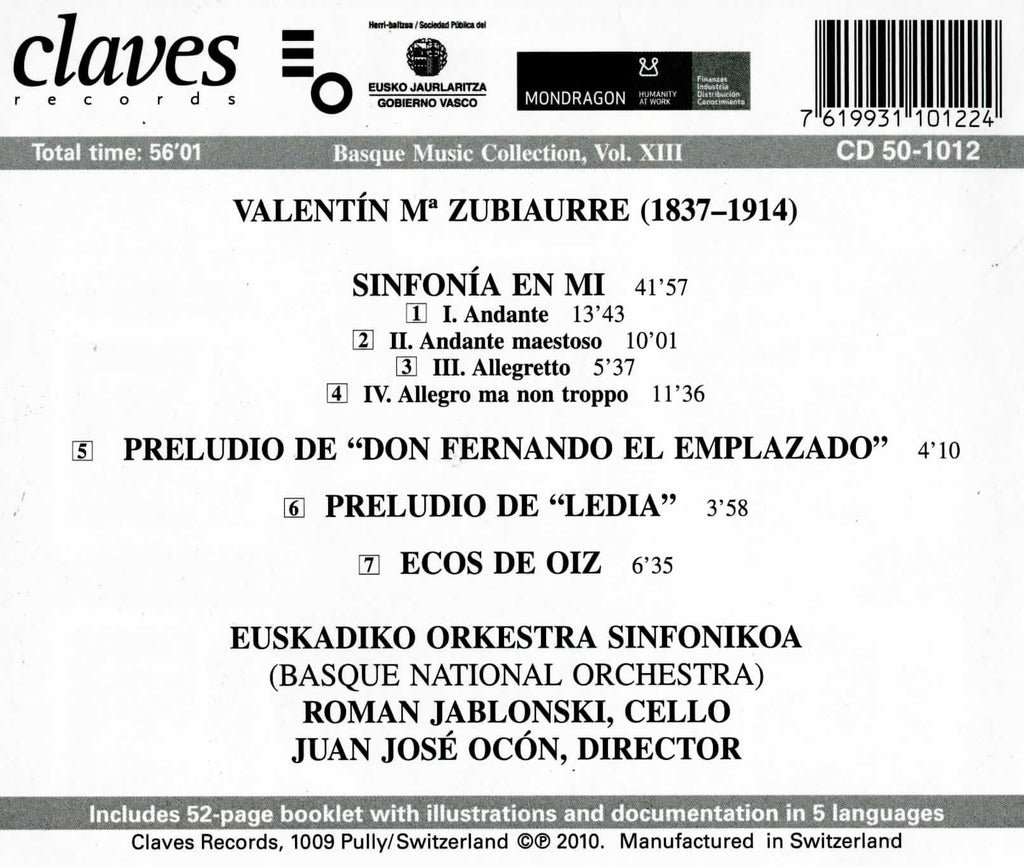 claves
records
Herri-baltzua / Sociedad Pública del
EUSKO JAURLARITZA
GOBIERNO VASCO
MONDRAGON
HUMANITY
AT WORK
Finanzas
Industria
Distribución
Conocimiento
7 619931 101224
Total time: 56'01
Basque Music Collection, Vol. XIII
CD 50-1012
VALENTÍN Mª ZUBIAURRE (1837–1914)
SINFONÍA EN MI 41'57
1 I. Andante 13'43
2 II. Andante maestoso 10'01
3 III. Allegretto 5'37
4 IV. Allegro ma non troppo 11'36
5 PRELUDIO DE “DON FERNANDO EL EMPLAZADO” 4'10
6 PRELUDIO DE “LEDIA” 3'58
7 ECOS DE OIZ 6'35
EUSKADIKO ORKESTRA SINFONIKOA
(BASQUE NATIONAL ORCHESTRA)
ROMAN JABLONSKI, CELLO
JUAN JOSÉ OCÓN, DIRECTOR
Includes 52-page booklet with illustrations and documentation in 5 languages
Claves Records, 1009 Pully/Switzerland ©℗ 2010. Manufactured in Switzerland